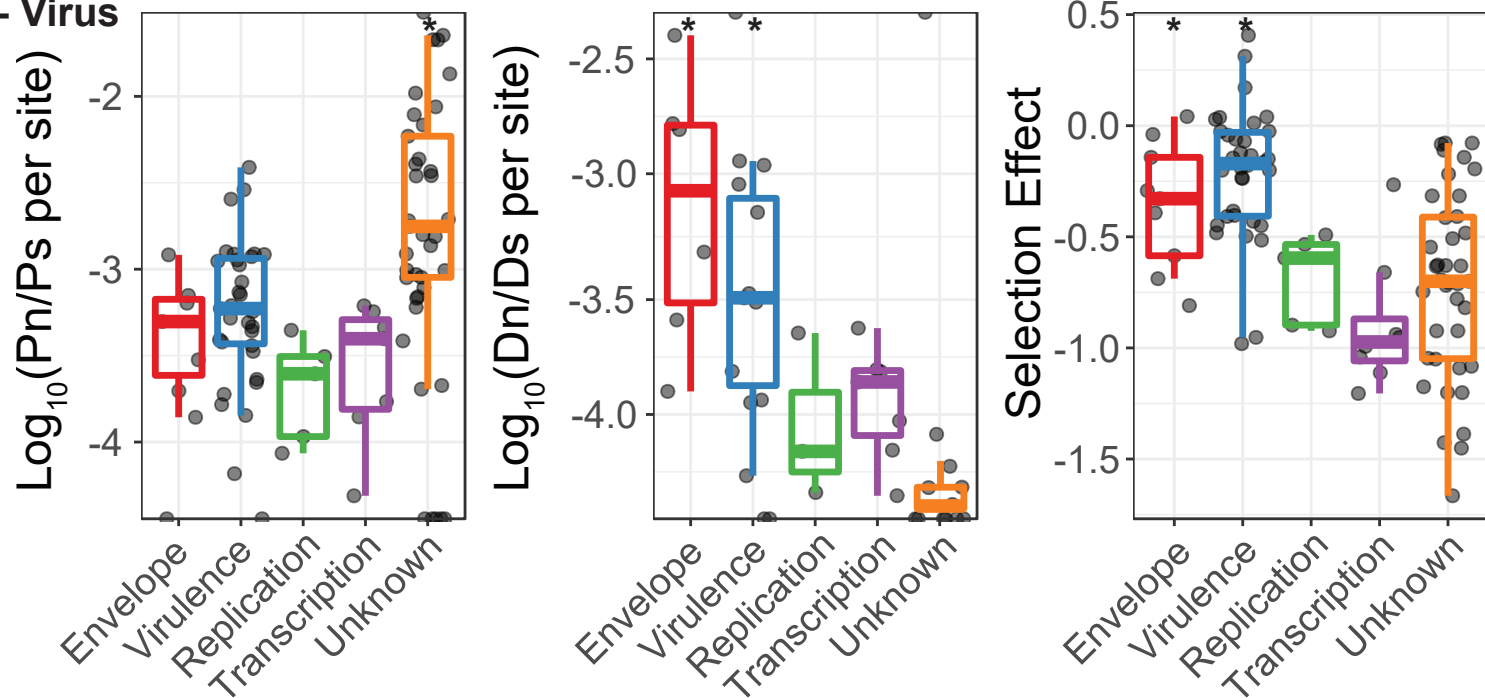 - Virus
Log10(Pn/Ps per site)
-2
-3
-4
*
Envelope
Virulence
Replication
Transcription
Unknown
Log10(Dn/Ds per site)
-2.5
-3.0
-3.5
-4.0
*
*
Envelope
Virulence
Replication
Transcription
Unknown
Selection Effect
0.5
0.0
-0.5
-1.0
-1.5
*
*
Envelope
Virulence
Replication
Transcription
Unknown